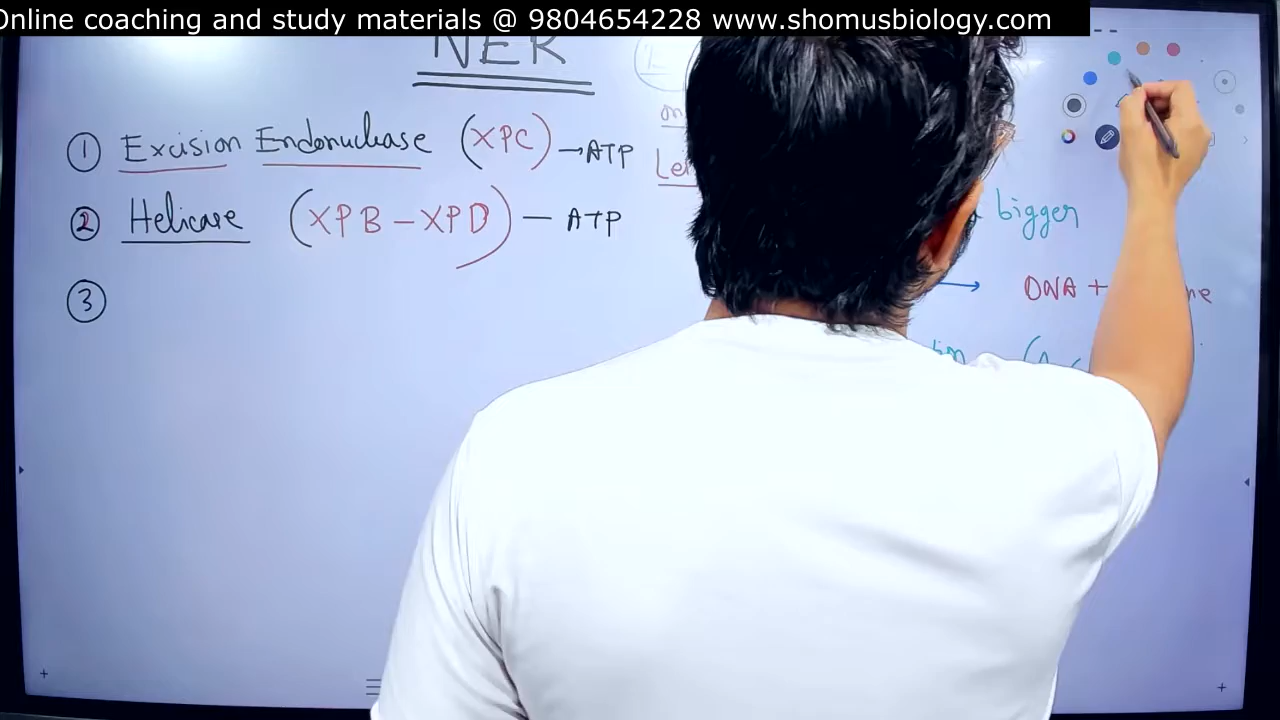 Online coaching and study materials @ 9804654228 www.shomusbiology.com
NER
1 Excision Endonuclease (XPC) → ATP
2 Helicase (XPB – XPD) — ATP
3
bigger
→ DNA +